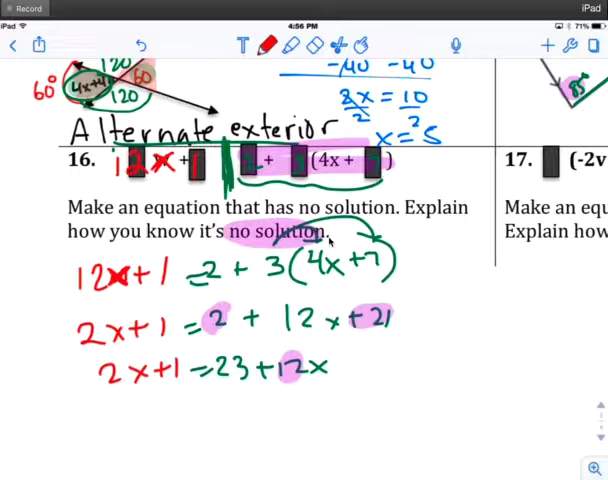 Record
iPad
iPad
4:56 PM
71%
T
120
60°
4x+4
60
120
-40 -40
2x = 10
2 2
x = 5
85°
Alternate exterior
16. 12x + 1 2 + 3(4x + 7)
17. (-2v
Make an equation that has no solution. Explain
how you know it's no solution.
Make an equ
Explain how
12x + 1 = 2 + 3(4x + 7)
2x + 1 = 2 + 12x + 21
2x + 1 = 23 + 12x